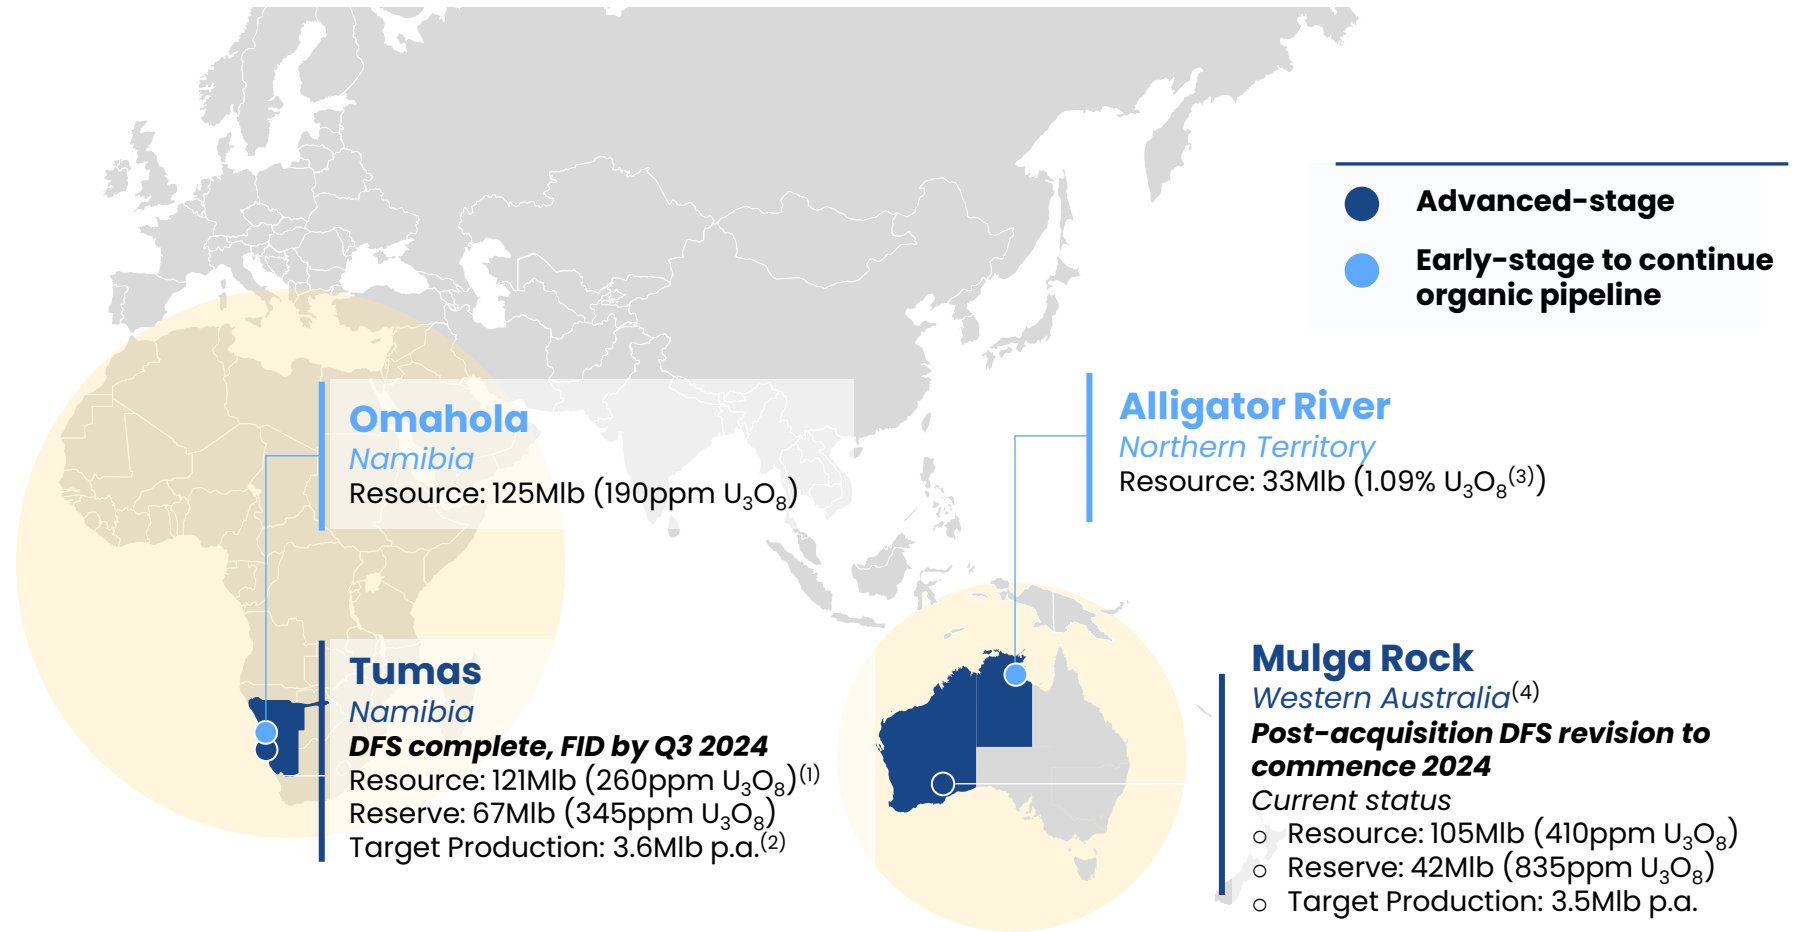 Advanced-stage
Early-stage to continue
organic pipeline
Omahola
Namibia
Resource: 125Mlb (190ppm U₃O₈)
Alligator River
Northern Territory
Resource: 33Mlb (1.09% U₃O₈⁽³⁾)
Tumas
Namibia
DFS complete, FID by Q3 2024
Resource: 121Mlb (260ppm U₃O₈)⁽¹⁾
Reserve: 67Mlb (345ppm U₃O₈)
Target Production: 3.6Mlb p.a.⁽²⁾
Mulga Rock
Western Australia⁽⁴⁾
Post-acquisition DFS revision to
commence 2024
Current status
o Resource: 105Mlb (410ppm U₃O₈)
o Reserve: 42Mlb (835ppm U₃O₈)
o Target Production: 3.5Mlb p.a.